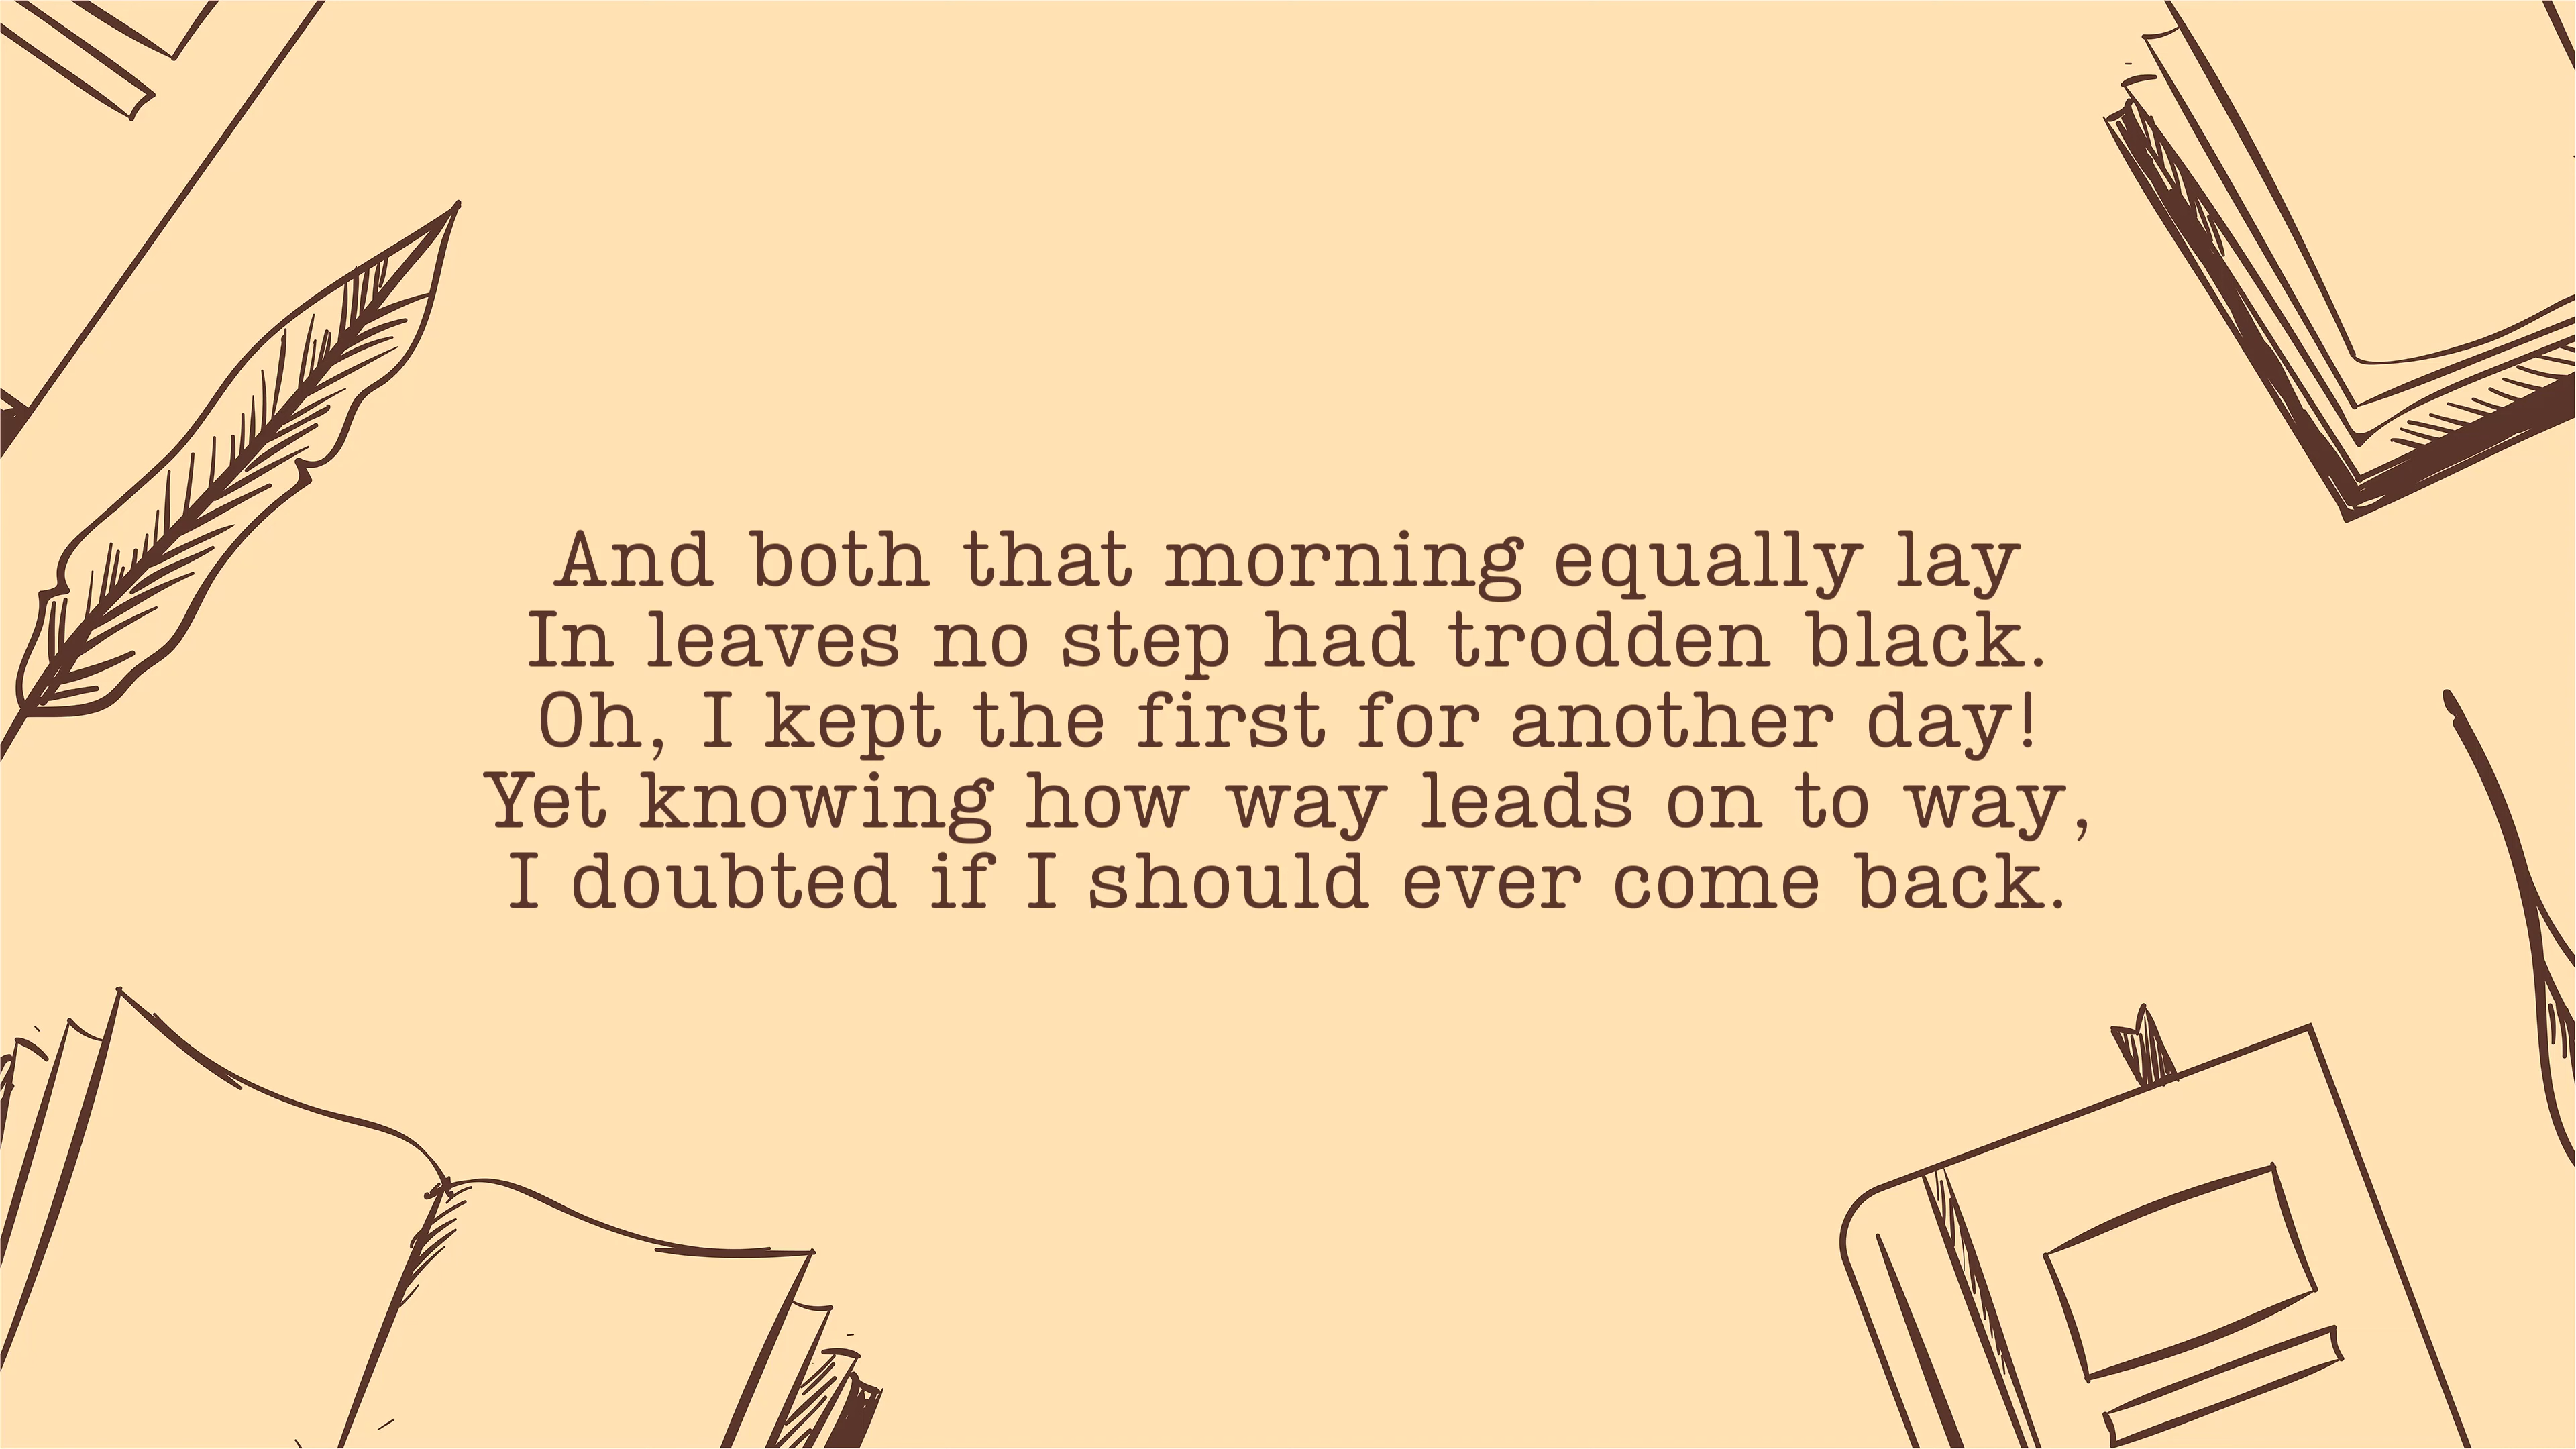 And both that morning equally lay
In leaves no step had trodden black.
Oh, I kept the first for another day!
Yet knowing how way leads on to way,
I doubted if I should ever come back.